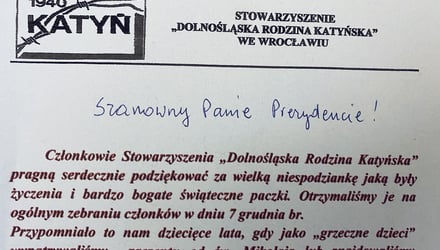 1940
KATYŃ
STOWARZYSZENIE
„DOLNOŚLĄSKA RODZINA KATYŃSKA”
WE WROCŁAWIU
Szanowny Panie Prezydencie!
Członkowie Stowarzyszenia „Dolnośląska Rodzina Katyńska”
pragną serdecznie podziękować za wielką niespodziankę jaką były
życzenia i bardzo bogate świąteczne paczki. Otrzymaliśmy je na
ogólnym zebraniu członków w dniu 7 grudnia br.
Przypomniało to nam dziecięce lata, gdy jako „grzeczne dzieci”